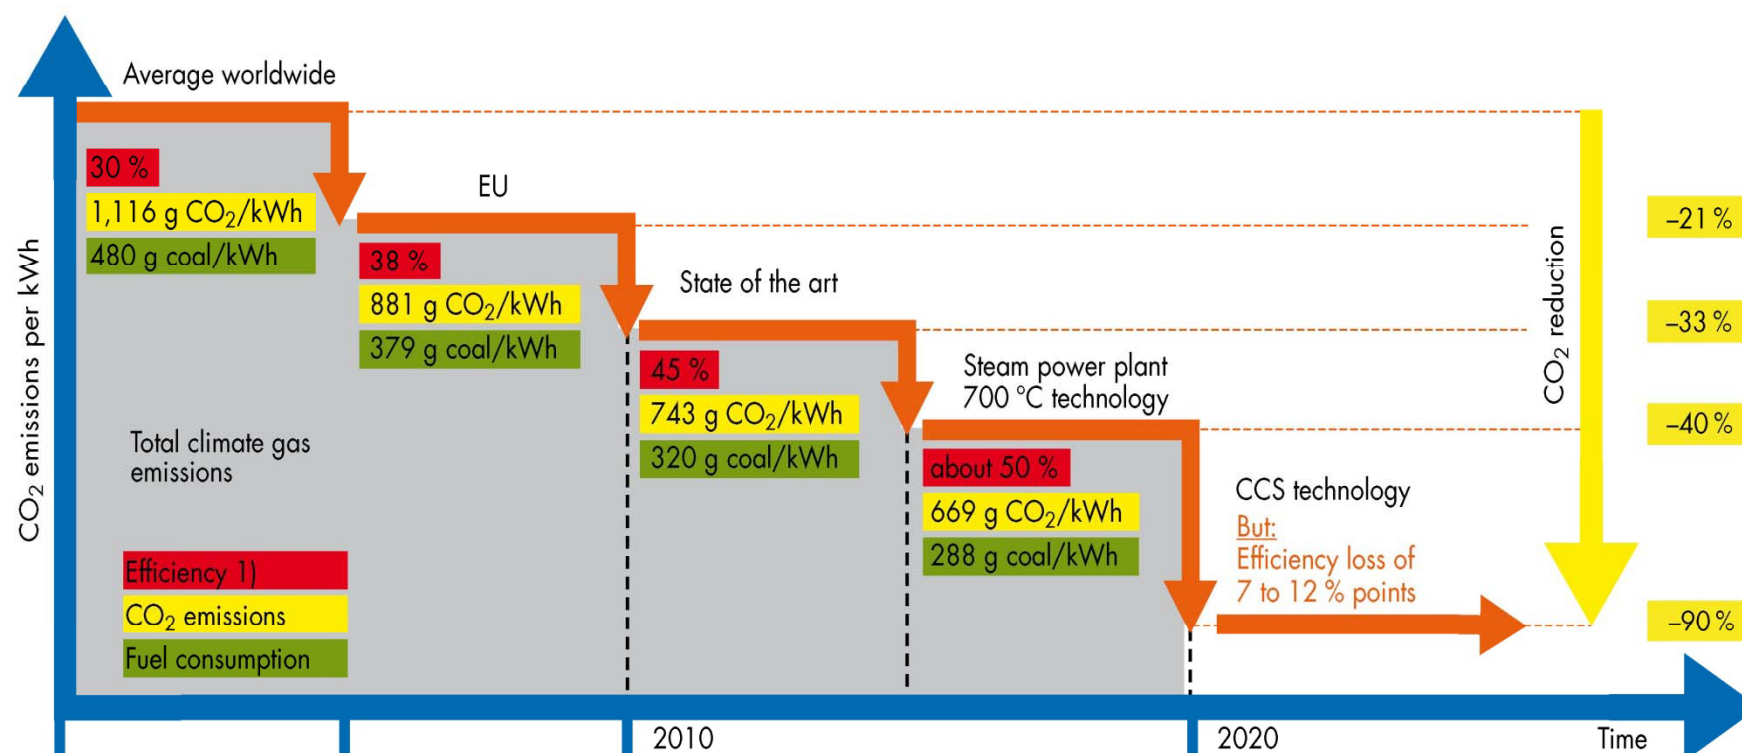 Average worldwide
30 %
1,116 g CO₂/kWh
480 g coal/kWh
EU
38 %
881 g CO₂/kWh
379 g coal/kWh
State of the art
45 %
743 g CO₂/kWh
320 g coal/kWh
Steam power plant
700 °C technology
about 50 %
669 g CO₂/kWh
288 g coal/kWh
CCS technology
But:
Efficiency loss of
7 to 12 % points
Total climate gas
emissions
Efficiency 1)
CO₂ emissions
Fuel consumption
CO₂ emissions per kWh
CO₂ reduction
–21 %
–33 %
–40 %
–90 %
2010
2020
Time